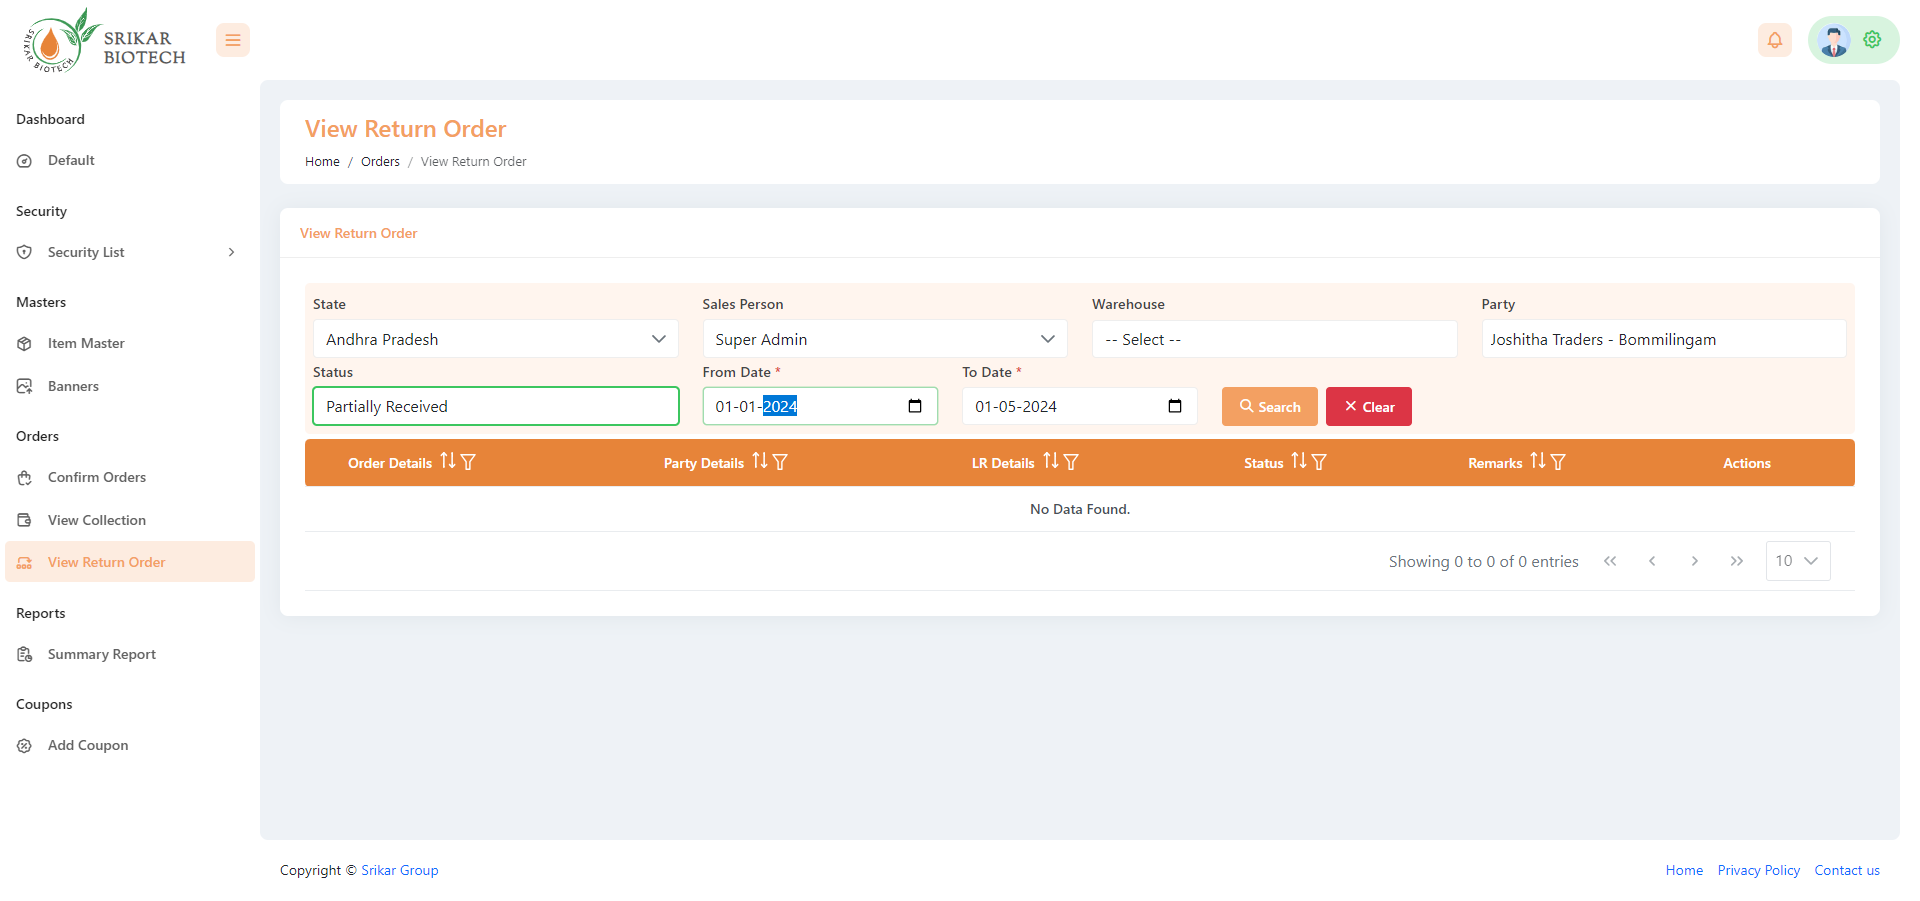 SRIKAR BIOTECH
SRIKAR
BIOTECH
Dashboard
Default
Security
Security List
Masters
Item Master
Banners
Orders
Confirm Orders
View Collection
View Return Order
Reports
Summary Report
Coupons
Add Coupon
View Return Order
Home / Orders / View Return Order
View Return Order
State Sales Person Warehouse Party
Andhra Pradesh Super Admin -- Select -- Joshitha Traders - Bommilingam
Status From Date * To Date *
Partially Received 01-01-2024 01-05-2024 Search Clear
Order Details Party Details LR Details Status Remarks Actions
No Data Found.
Showing 0 to 0 of 0 entries 10
Copyright © Srikar Group Home Privacy Policy Contact us